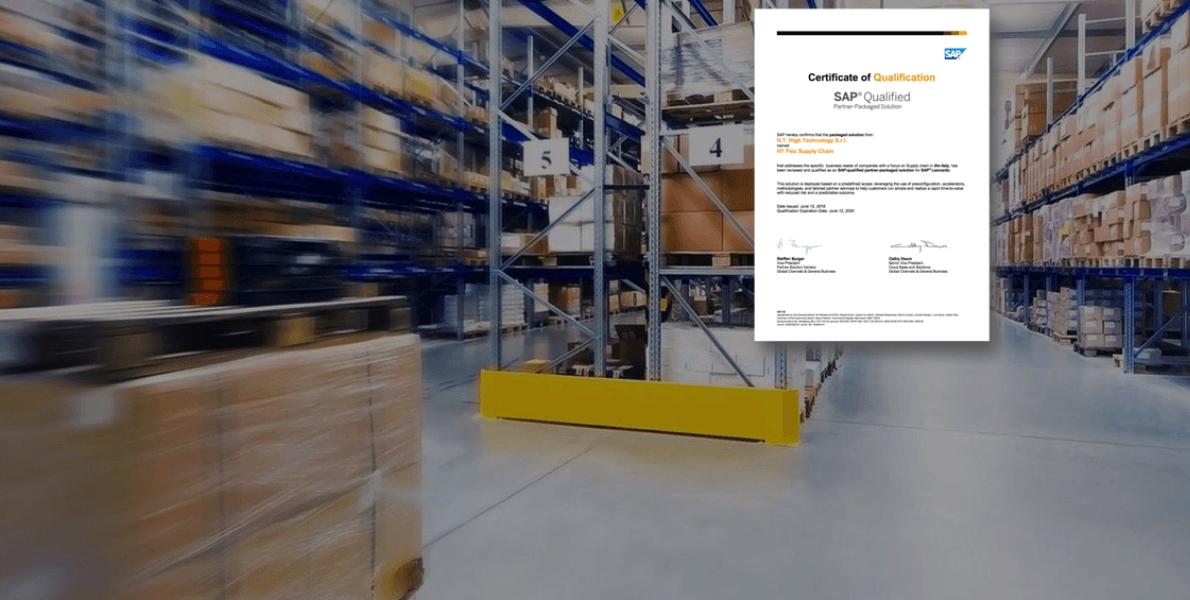 5
4
SAP
Certificate of Qualification
SAP® Qualified
Partner-Packaged Solution
SAP hereby confirms that the packaged solution from
H.T. High Technology S.r.l.
named
HT Flex Supply Chain
that addresses the specific business needs of companies with a focus on Supply chain in the Italy, has
been reviewed and qualified as an SAP-qualified partner-packaged solution for SAP® Leonardo.
This solution is deployed based on a predefined scope, leveraging the use of preconfiguration, accelerators,
methodologies, and tailored partner services to help customers run simple and realize a rapid time-to-value
with reduced risk and a predictable outcome.
Date Issued: June 12, 2018
Qualification Expiration Date: June 12, 2020
Steffen Burger
Vice President
Partner Solution Centers
Global Channels & General Business
Cathy Daum
Senior Vice President
Cloud Sales and Solutions
Global Channels & General Business